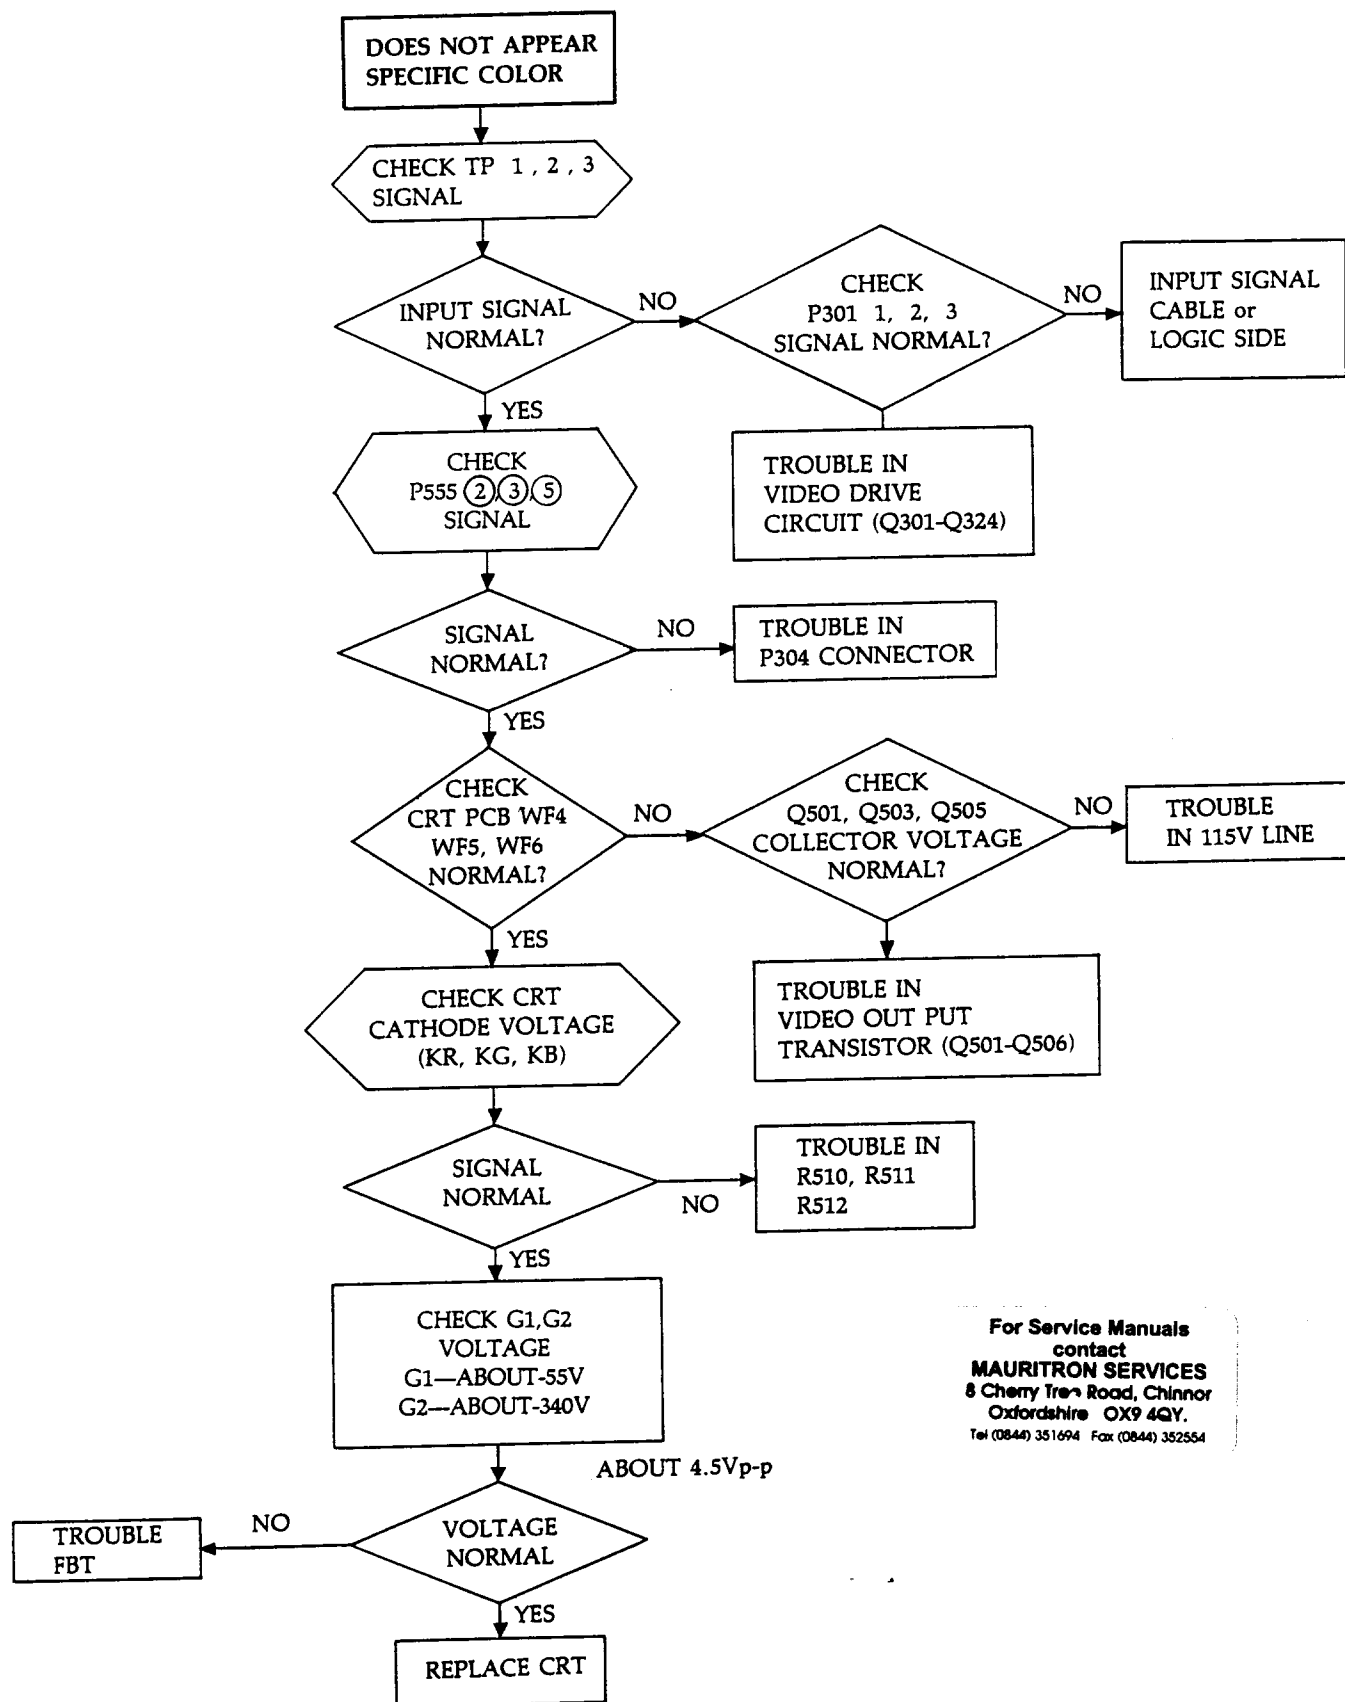 DOES NOT APPEAR
SPECIFIC COLOR
CHECK TP 1 , 2 , 3
SIGNAL
INPUT SIGNAL
NORMAL?
NO
CHECK
P301 1, 2, 3
SIGNAL NORMAL?
NO
INPUT SIGNAL
CABLE or
LOGIC SIDE
YES
CHECK
P555 ②,③,⑤
SIGNAL
TROUBLE IN
VIDEO DRIVE
CIRCUIT (Q301-Q324)
SIGNAL
NORMAL?
NO
TROUBLE IN
P304 CONNECTOR
YES
CHECK
CRT PCB WF4
WF5, WF6
NORMAL?
NO
CHECK
Q501, Q503, Q505
COLLECTOR VOLTAGE
NORMAL?
NO
TROUBLE
IN 115V LINE
YES
CHECK CRT
CATHODE VOLTAGE
(KR, KG, KB)
TROUBLE IN
VIDEO OUT PUT
TRANSISTOR (Q501-Q506)
SIGNAL
NORMAL
NO
TROUBLE IN
R510, R511
R512
YES
CHECK G1,G2
VOLTAGE
G1—ABOUT-55V
G2—ABOUT-340V
ABOUT 4.5Vp-p
VOLTAGE
NORMAL
NO
TROUBLE
FBT
YES
REPLACE CRT
For Service Manuals
contact
MAURITRON SERVICES
8 Cherry Tree Road, Chinnor
Oxfordshire OX9 4QY.
Tel (0844) 351694 Fax (0844) 352554